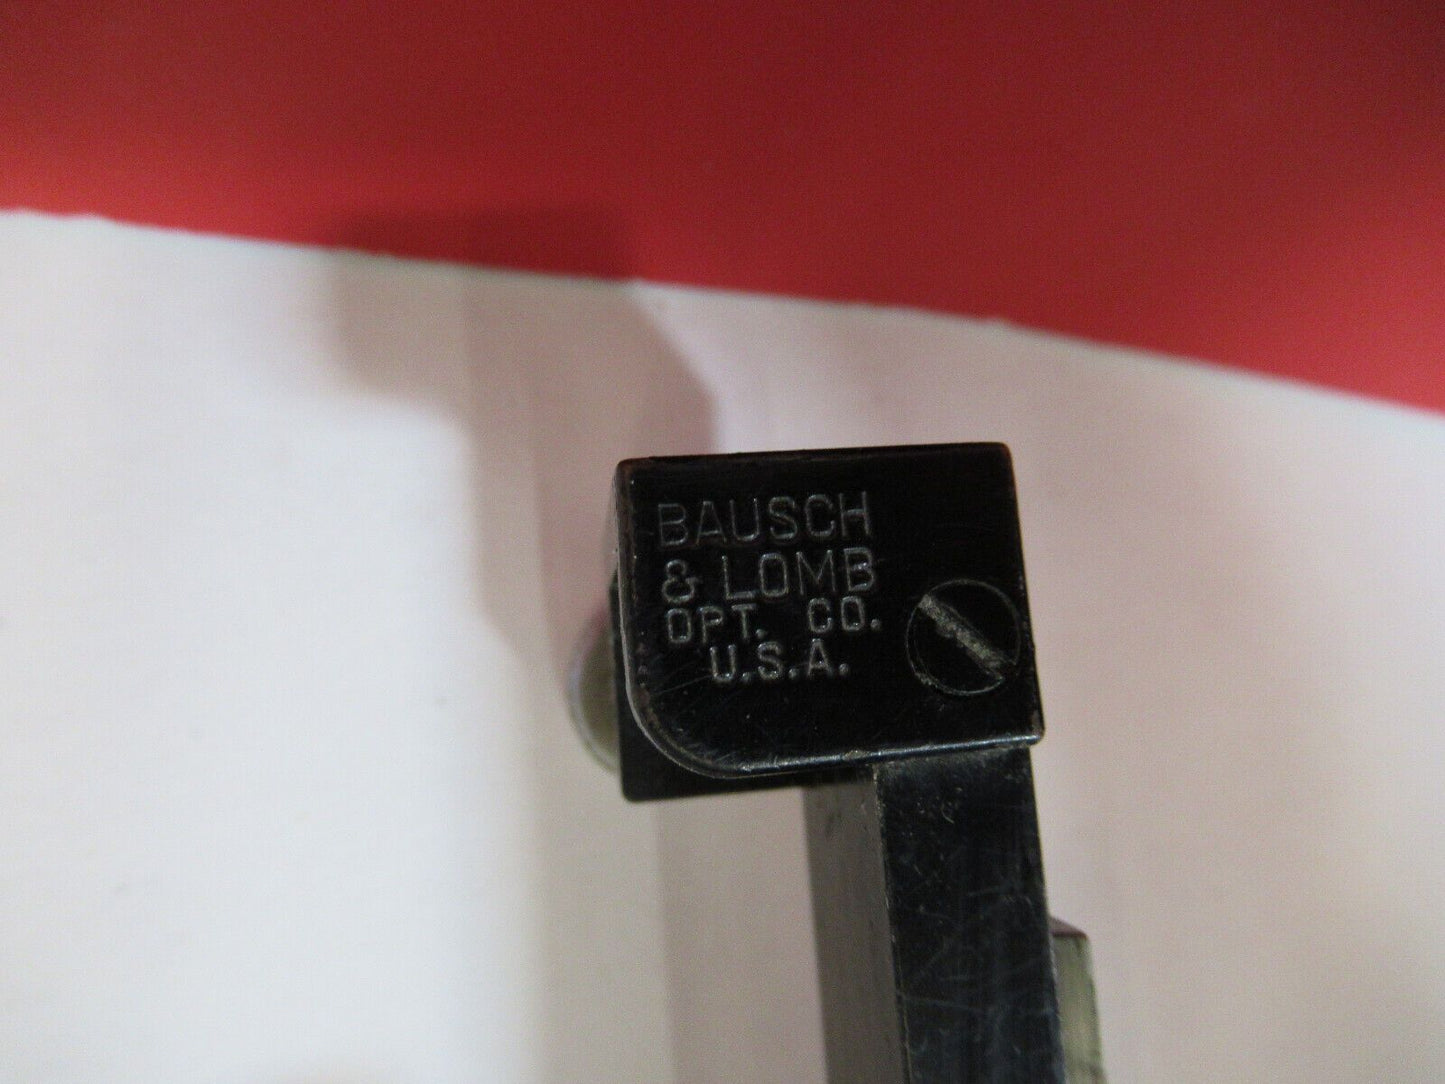 BAUSCH
& LOMB
OPT. CO.
U.S.A.